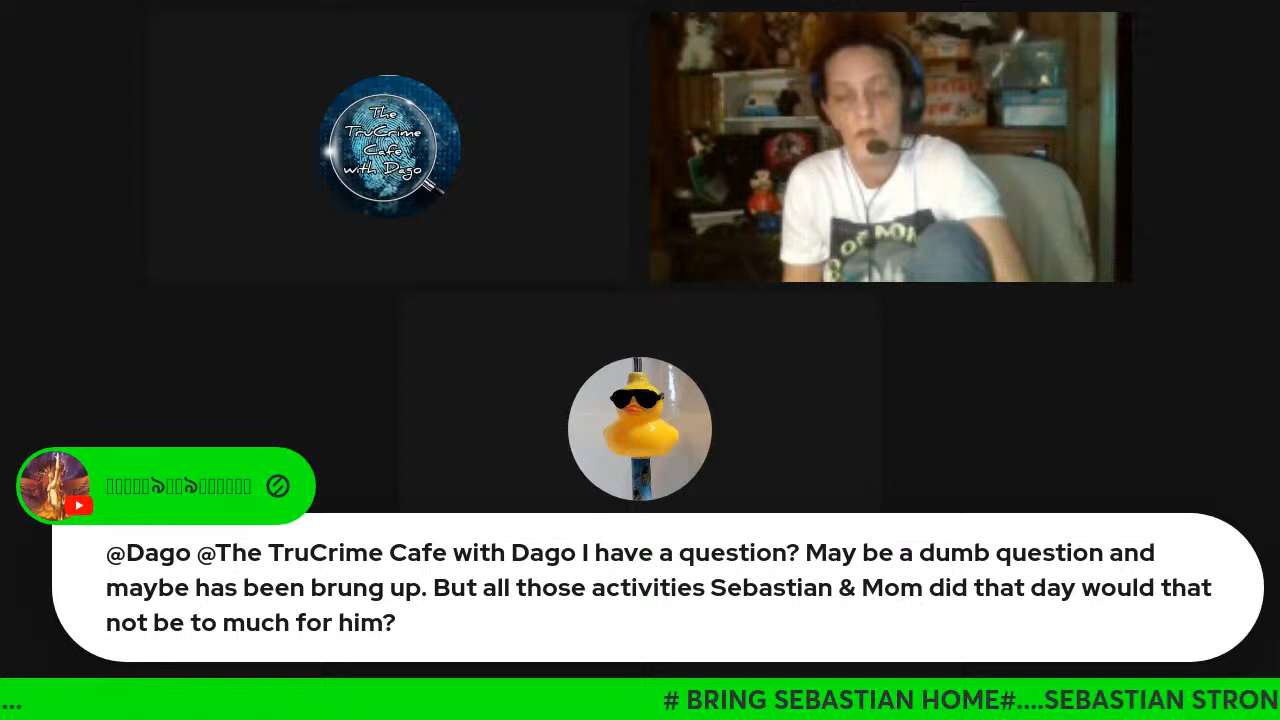 The
TruCrime
Cafe
with Dago
@Dago @The TruCrime Cafe with Dago I have a question? May be a dumb question and
maybe has been brung up. But all those activities Sebastian & Mom did that day would that
not be to much for him?
... # BRING SEBASTIAN HOME#....SEBASTIAN STRON